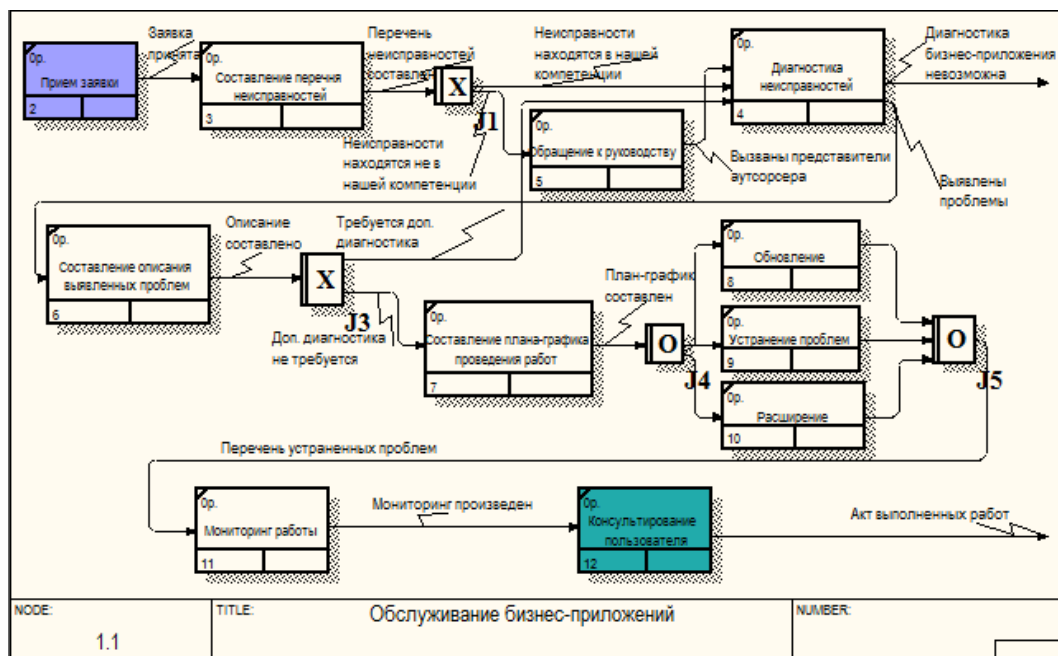 Заявка
принята
0р.
Прием заявки
2
0р.
Составление перечня
неисправностей
3
Перечень
неисправностей
составлен
X
J1
Неисправности
находятся в нашей
компетенции
0р.
Диагностика
неисправностей
4
Диагностика
бизнес-приложения
невозможна
Неисправности
находятся не в
нашей компетенции
0р.
Обращение к руководству
5
Вызваны представители
аутсорсера
Выявлены
проблемы
0р.
Составление описания
выявленных проблем
6
Описание
составлено
X
J3
Требуется доп.
диагностика
Доп. диагностика
не требуется
0р.
Составление плана-графика
проведения работ
7
План-график
составлен
O
J4
0р.
Обновление
8
0р.
Устранение проблем
9
0р.
Расширение
10
O
J5
Перечень устраненных проблем
0р.
Мониторинг работы
11
Мониторинг произведен
0р.
Консультирование
пользователя
12
Акт выполненных работ
NODE:
1.1
TITLE:
Обслуживание бизнес-приложений
NUMBER: